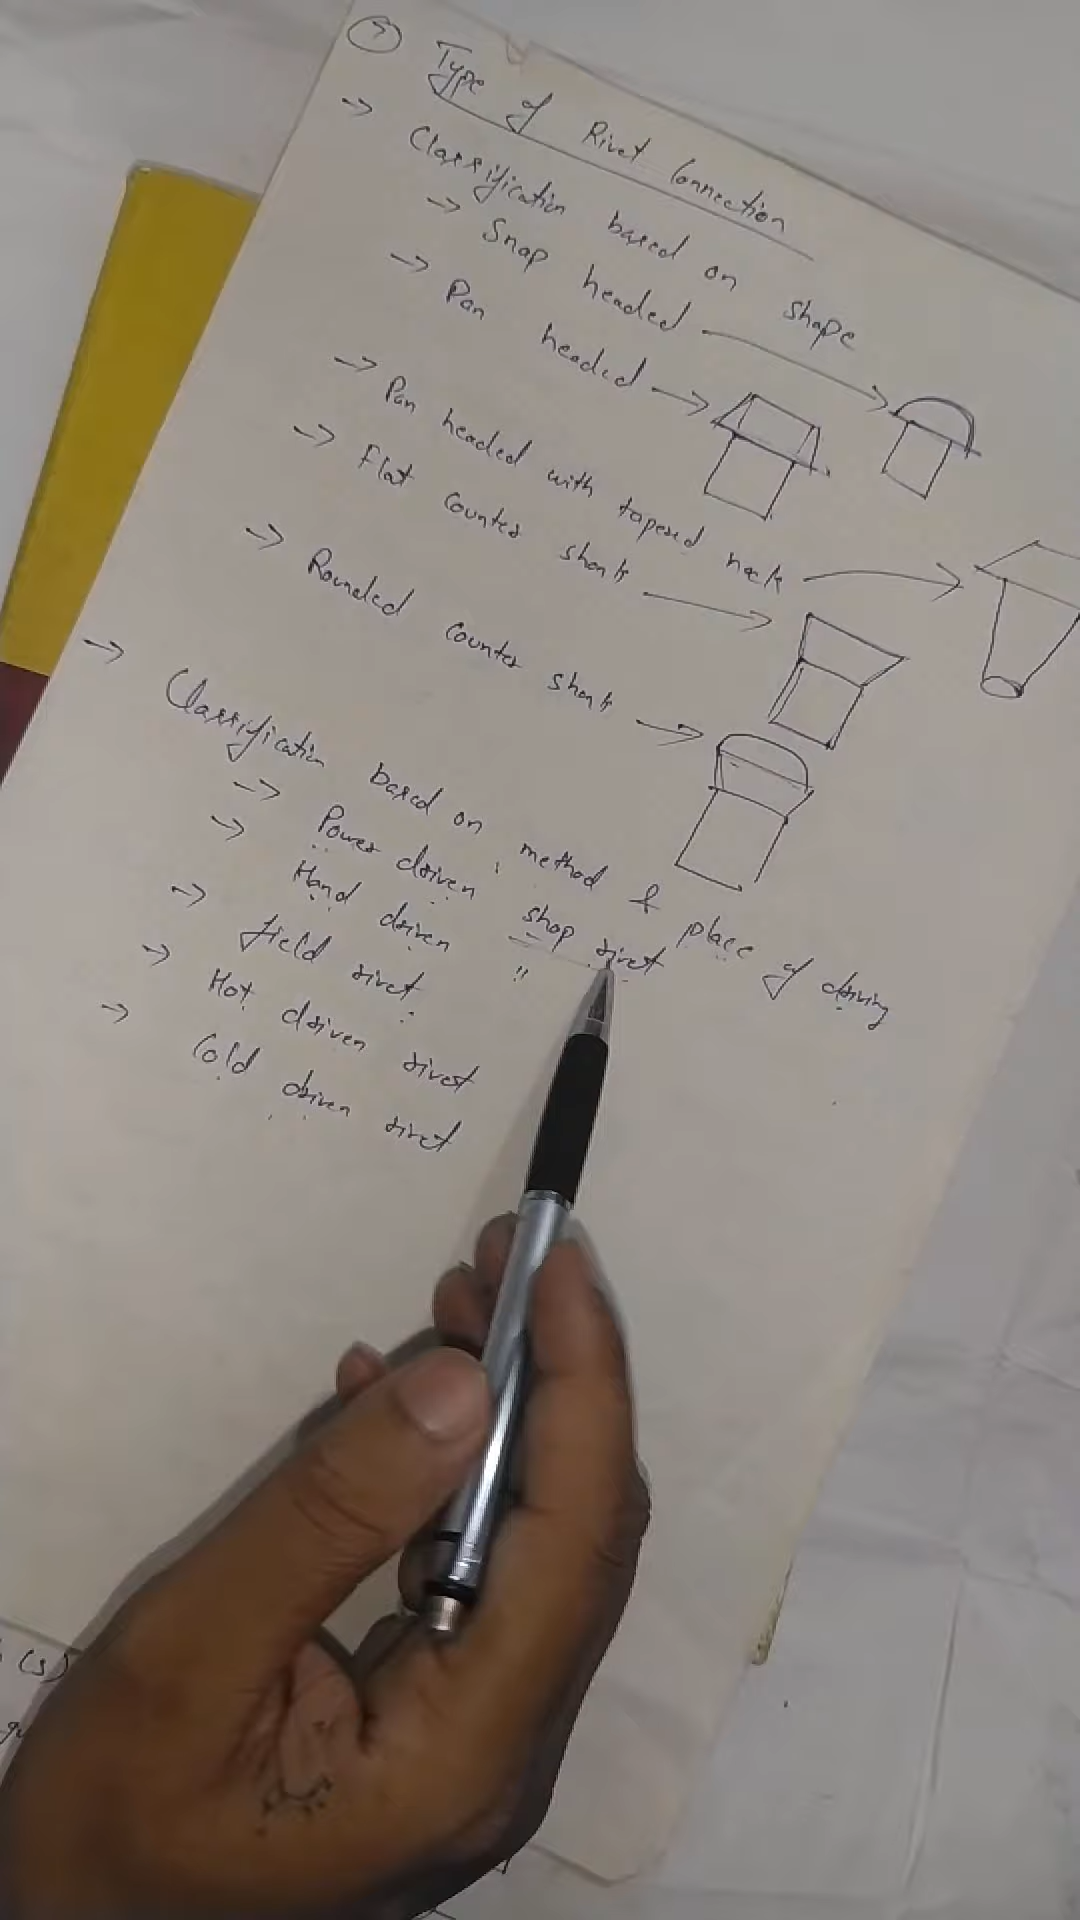 7 Type of Rivet Connection
→ Classification based on shape
→ Snap headed →
→ Pan headed →
→ Pan headed with tapered neck →
→ Flat counter shank →
→ Rounded counter shank →
→ Classification based on method & place of driving
→ Power driven shop rivet
→ Hand driven "
→ field rivet
→ Hot driven rivet
→ Cold driven rivet
(s)